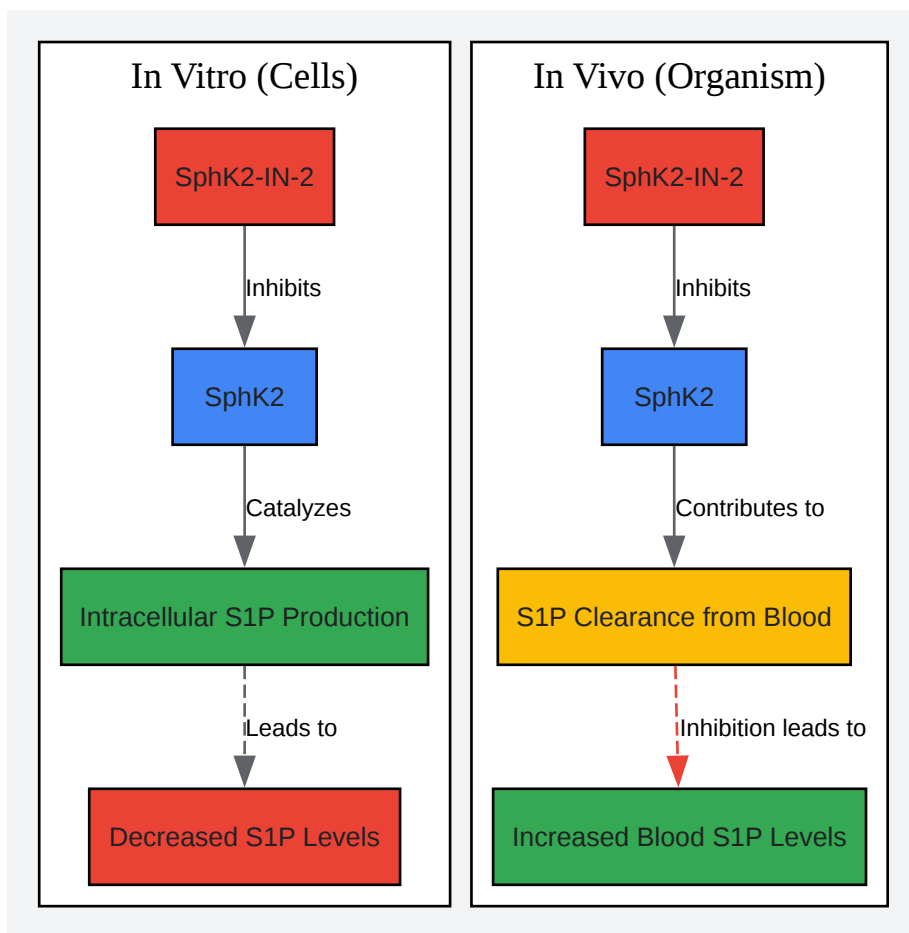 In Vitro (Cells)
SphK2-IN-2
Inhibits
SphK2
Catalyzes
Intracellular S1P Production
Leads to
Decreased S1P Levels
In Vivo (Organism)
SphK2-IN-2
Inhibits
SphK2
Contributes to
S1P Clearance from Blood
Inhibition leads to
Increased Blood S1P Levels